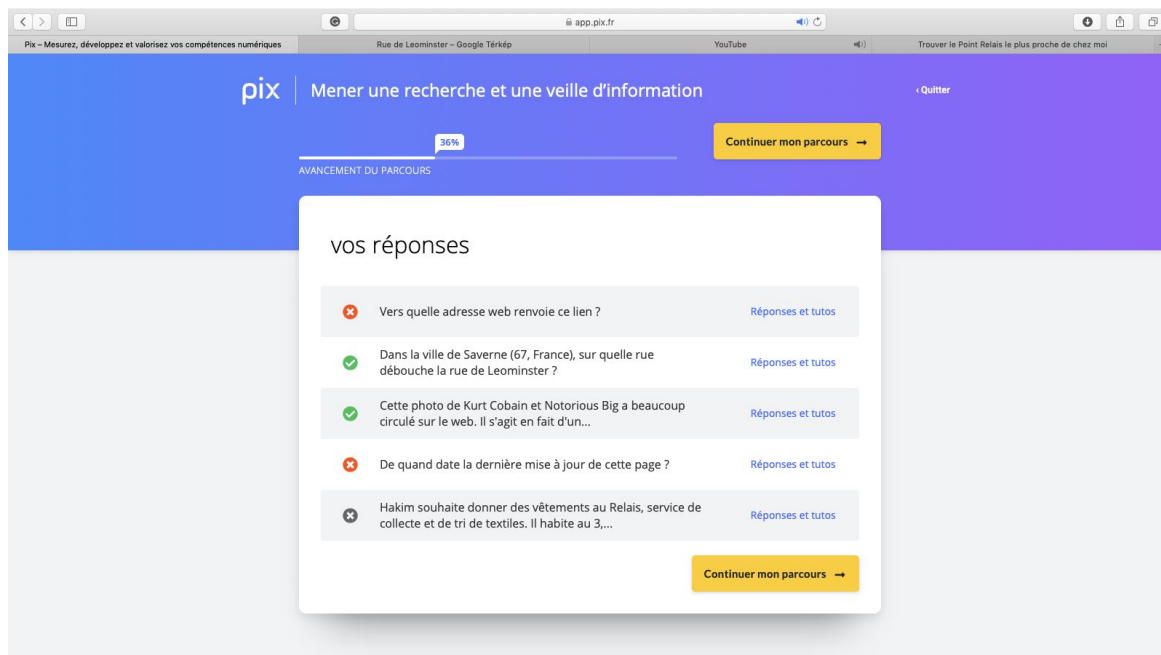 app.pix.fr
Pix – Mesurez, développez et valorisez vos compétences numériques
Rue de Leominster – Google Térkép
YouTube
Trouver le Point Relais le plus proche de chez moi
pix
Mener une recherche et une veille d'information
‹ Quitter
36%
Continuer mon parcours →
AVANCEMENT DU PARCOURS
vos réponses
Vers quelle adresse web renvoie ce lien ?
Réponses et tutos
Dans la ville de Saverne (67, France), sur quelle rue
débouche la rue de Leominster ?
Réponses et tutos
Cette photo de Kurt Cobain et Notorious Big a beaucoup
circulé sur le web. Il s'agit en fait d'un...
Réponses et tutos
De quand date la dernière mise à jour de cette page ?
Réponses et tutos
Hakim souhaite donner des vêtements au Relais, service de
collecte et de tri de textiles. Il habite au 3,...
Réponses et tutos
Continuer mon parcours →